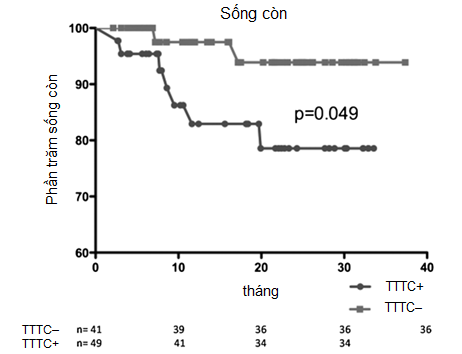 Sống còn
Phần trăm sống còn
100
90
80
70
60
p=0.049
0 10 20 30 40
tháng
TTTC+
TTTC–
TTTC– n= 41 39 36 36 36
TTTC+ n= 49 41 34 34